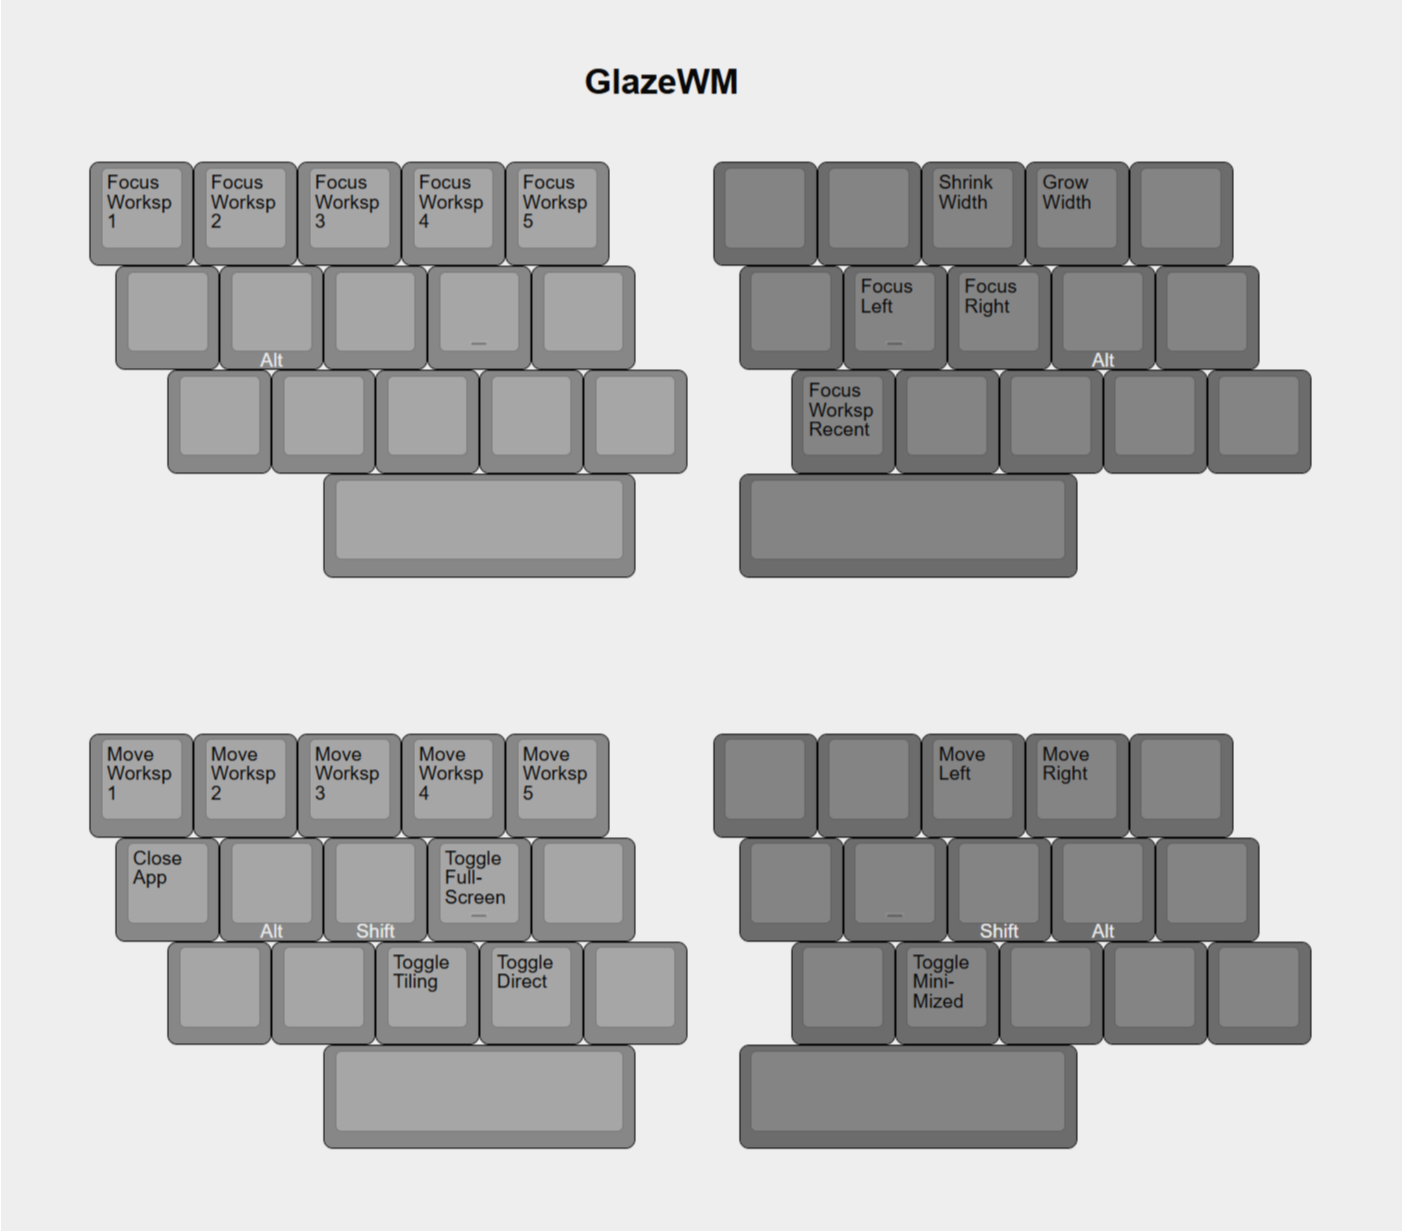 GlazeWM
Focus
Worksp
1
Focus
Worksp
2
Focus
Worksp
3
Focus
Worksp
4
Focus
Worksp
5
Shrink
Width
Grow
Width
Alt
Focus
Left
Focus
Right
Alt
Focus
Worksp
Recent
Move
Worksp
1
Move
Worksp
2
Move
Worksp
3
Move
Worksp
4
Move
Worksp
5
Move
Left
Move
Right
Close
App
Alt
Shift
Toggle
Full-
Screen
Shift
Alt
Toggle
Tiling
Toggle
Direct
Toggle
Mini-
Mized